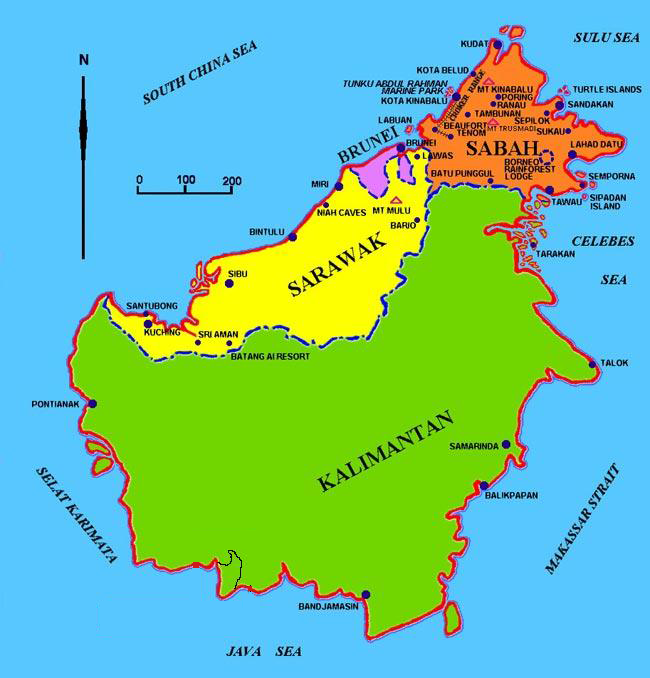 SULU SEA
KUDAT
N
SOUTH CHINA SEA
KOTA BELUD
TUNKU ABDUL RAHMAN
MARINE PARK
KOTA KINABALU
CROKER RANGE
MT KINABALU
PORING
RANAU
TAMBUNAN
TURTLE ISLANDS
SANDAKAN
SEPILOK
LABUAN
BEAUFORT
TENOM
MT TRUSMADI
SUKAU
BRUNEI
BRUNEI
LAWAS
SABAH
LAHAD DATU
BORNEO
RAINFOREST
LODGE
BATU PUNGGUL
SEMPORNA
SIPADAN
ISLAND
TAWAU
0 100 200
MIRI
NIAH CAVES
MT MULU
BARIO
BINTULU
SARAWAK
CELEBES
SEA
TARAKAN
SIBU
SANTUBONG
KUCHING
SRI AMAN
BATANG AI RESORT
TALOK
PONTIANAK
KALIMANTAN
SAMARINDA
BALIKPAPAN
SELAT KARIMATA
MAKASSAR STRAIT
BANDJAMASIN
JAVA SEA